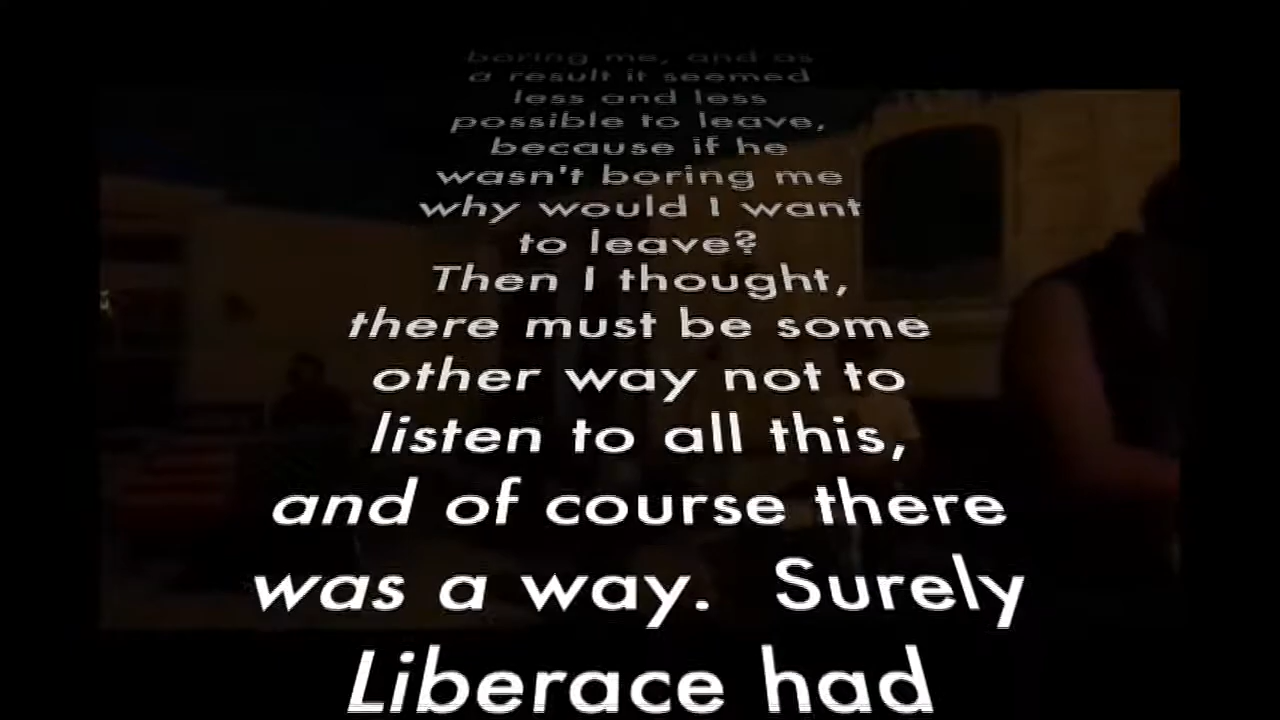 boring me, and as
a result it seemed
less and less
possible to leave,
because if he
wasn't boring me
why would I want
to leave?
Then I thought,
there must be some
other way not to
listen to all this,
and of course there
was a way.  Surely
Liberace had